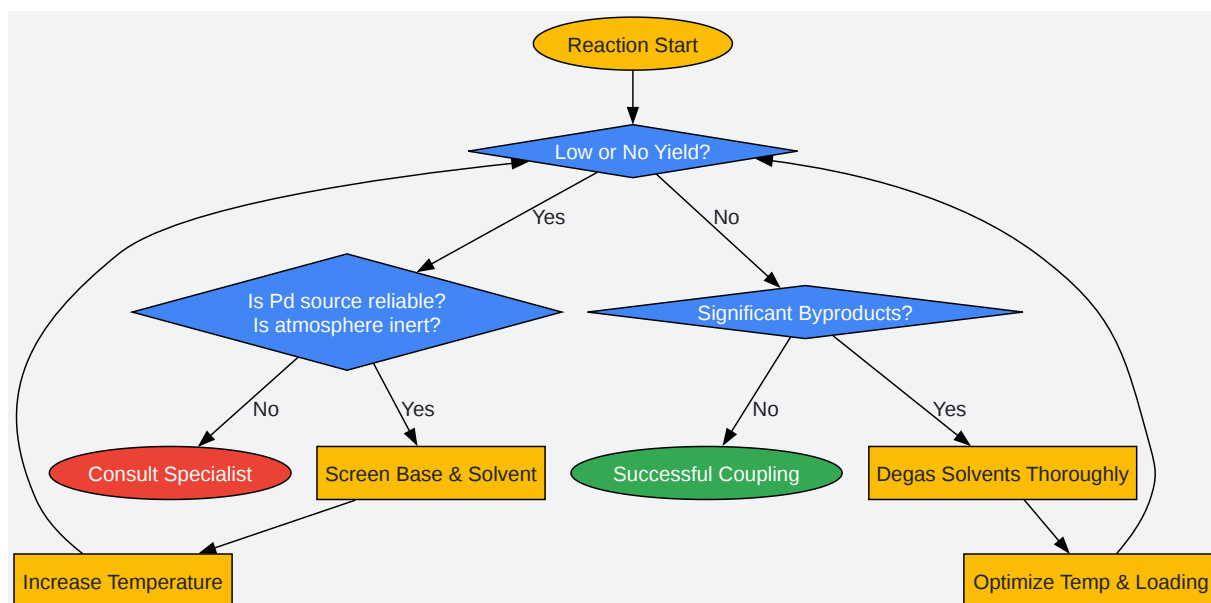 Reaction Start
Low or No Yield?
Yes
No
Is Pd source reliable?
Is atmosphere inert?
Significant Byproducts?
No
Yes
No
Yes
Consult Specialist
Screen Base & Solvent
Successful Coupling
Degas Solvents Thoroughly
Increase Temperature
Optimize Temp & Loading